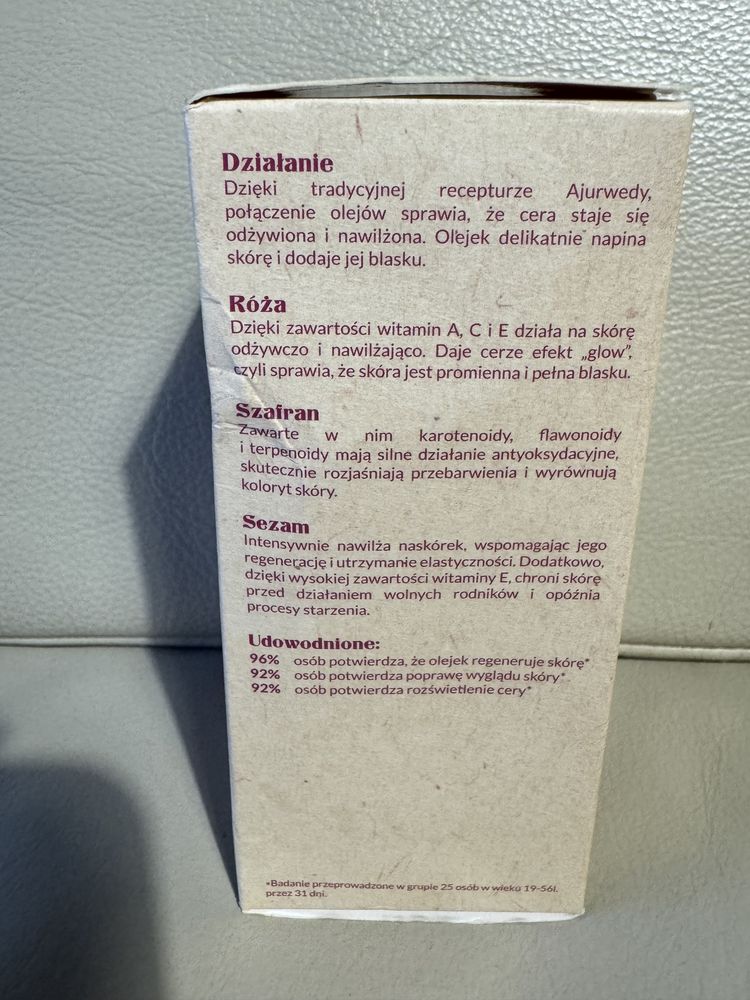 Działanie
Dzięki tradycyjnej recepturze Ajurwedy,
połączenie olejów sprawia, że cera staje się
odżywiona i nawilżona. Olejek delikatnie napina
skórę i dodaje jej blasku.
Róża
Dzięki zawartości witamin A, C i E działa na skórę
odżywczo i nawilżająco. Daje cerze efekt „glow”,
czyli sprawia, że skóra jest promienna i pełna blasku.
Szafran
Zawarte w nim karotenoidy, flawonoidy
i terpenoidy mają silne działanie antyoksydacyjne,
skutecznie rozjaśniają przebarwienia i wyrównują
koloryt skóry.
Sezam
Intensywnie nawilża naskórek, wspomagając jego
regenerację i utrzymanie elastyczności. Dodatkowo,
dzięki wysokiej zawartości witaminy E, chroni skórę
przed działaniem wolnych rodników i opóźnia
procesy starzenia.
Udowodnione:
96% osób potwierdza, że olejek regeneruje skórę*
92% osób potwierdza poprawę wyglądu skóry*
92% osób potwierdza rozświetlenie cery*
*Badanie przeprowadzone w grupie 25 osób w wieku 19-56l.
przez 31 dni.